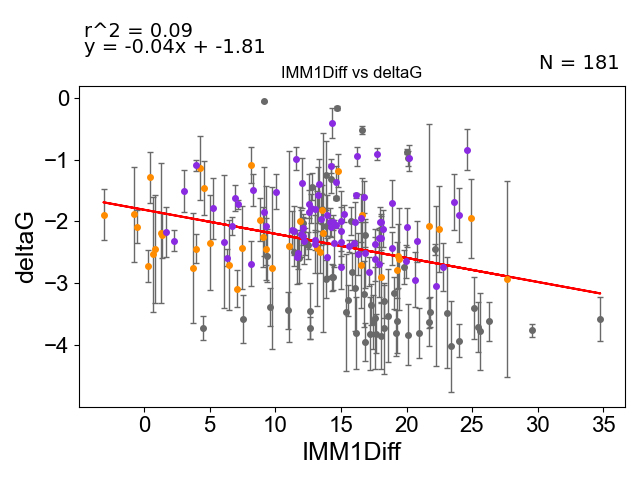 r^2 = 0.09
y = -0.04x + -1.81
N = 181
IMM1Diff vs deltaG
0
−1
−2
−3
−4
deltaG
0 5 10 15 20 25 30 35
IMM1Diff